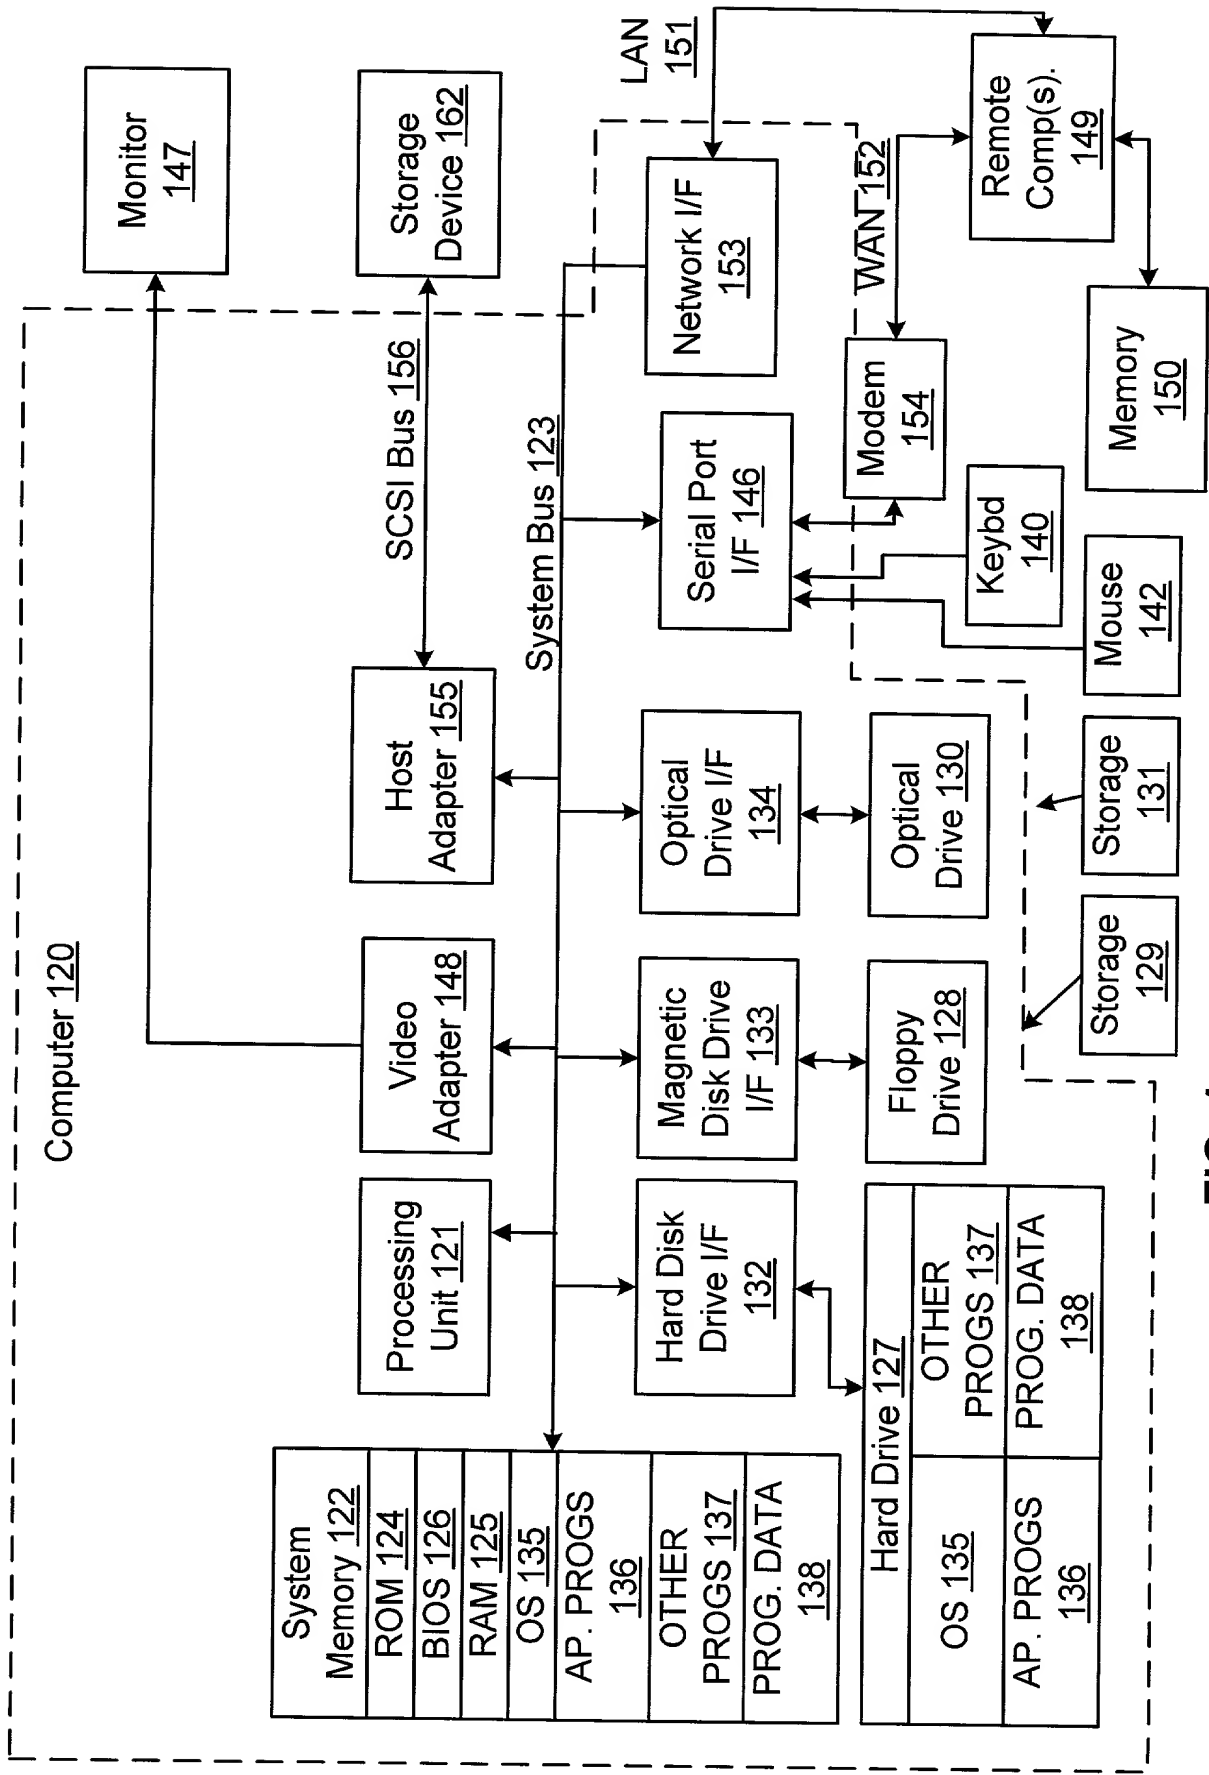 Computer 120
Monitor
147
Storage
Device 162
SCSI Bus 156
Processing
Unit 121
Video
Adapter 148
Host
Adapter 155
System Bus 123
System
Memory 122
ROM 124
BIOS 126
RAM 125
OS 135
AP. PROGS
136
OTHER
PROGS 137
PROG. DATA
138
Hard Disk
Drive I/F
132
Magnetic
Disk Drive
I/F 133
Optical
Drive I/F
134
Serial Port
I/F 146
Network I/F
153
LAN
151
Hard Drive 127
OS 135
OTHER
PROGS 137
AP. PROGS
136
PROG. DATA
138
Floppy
Drive 128
Optical
Drive 130
Modem
154
WAN 152
Keybd
140
Remote
Comp(s).
149
Storage
129
Storage
131
Mouse
142
Memory
150